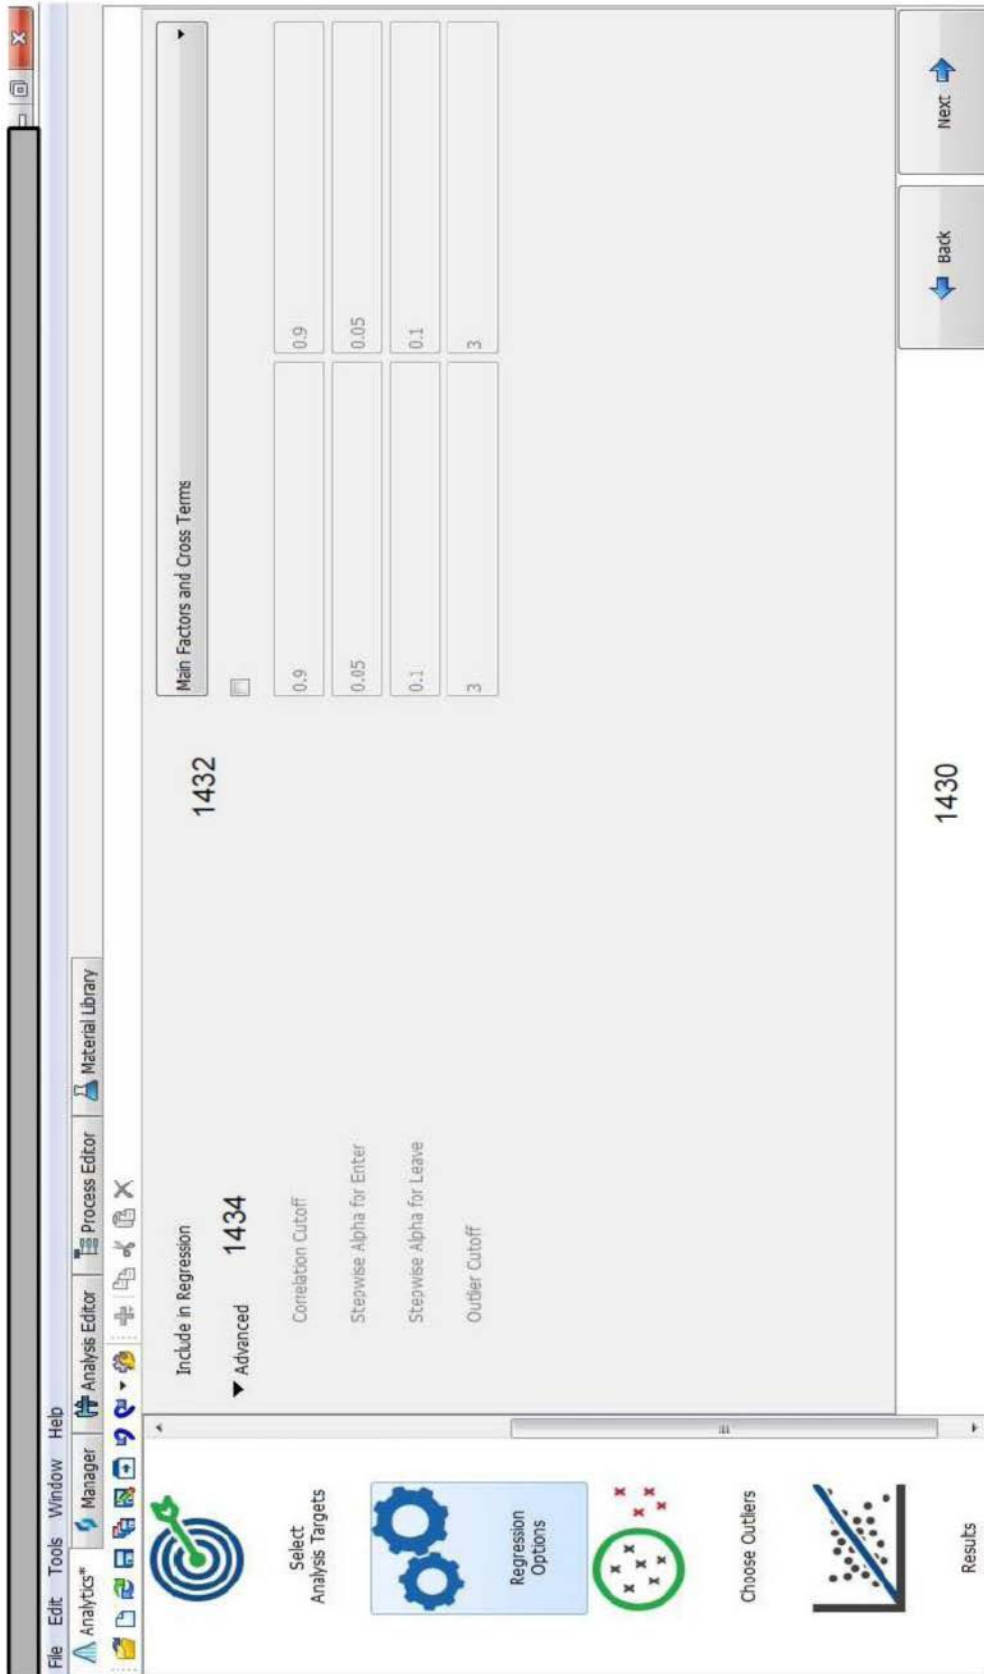 File Edit Tools Window Help
Analytics* Manager Analysis Editor Process Editor Material Library
Select
Analysis Targets
Regression
Options
Choose Outliers
Results
Include in Regression 1432 Main Factors and Cross Terms
Advanced 1434
Correlation Cutoff 0.9 0.9
Stepwise Alpha for Enter 0.05 0.05
Stepwise Alpha for Leave 0.1 0.1
Outlier Cutoff 3 3
1430
Back Next